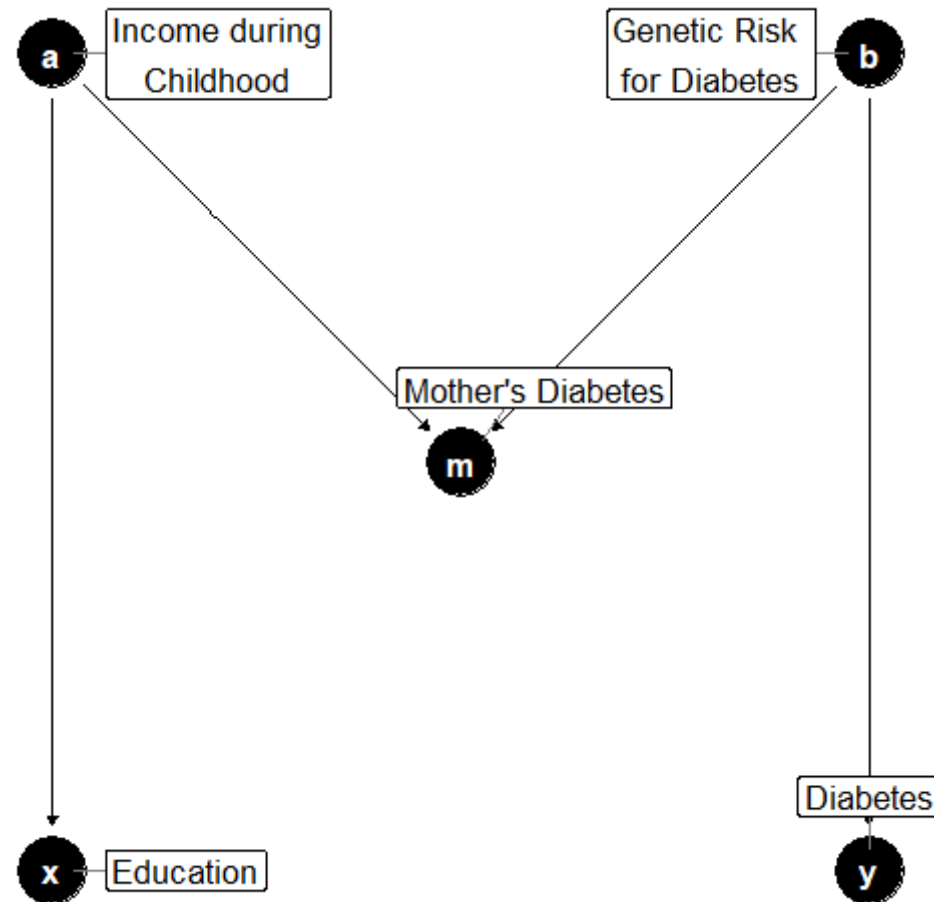 a
Income during
Childhood
Genetic Risk
for Diabetes
b
Mother's Diabetes
m
Diabetes
x
Education
y